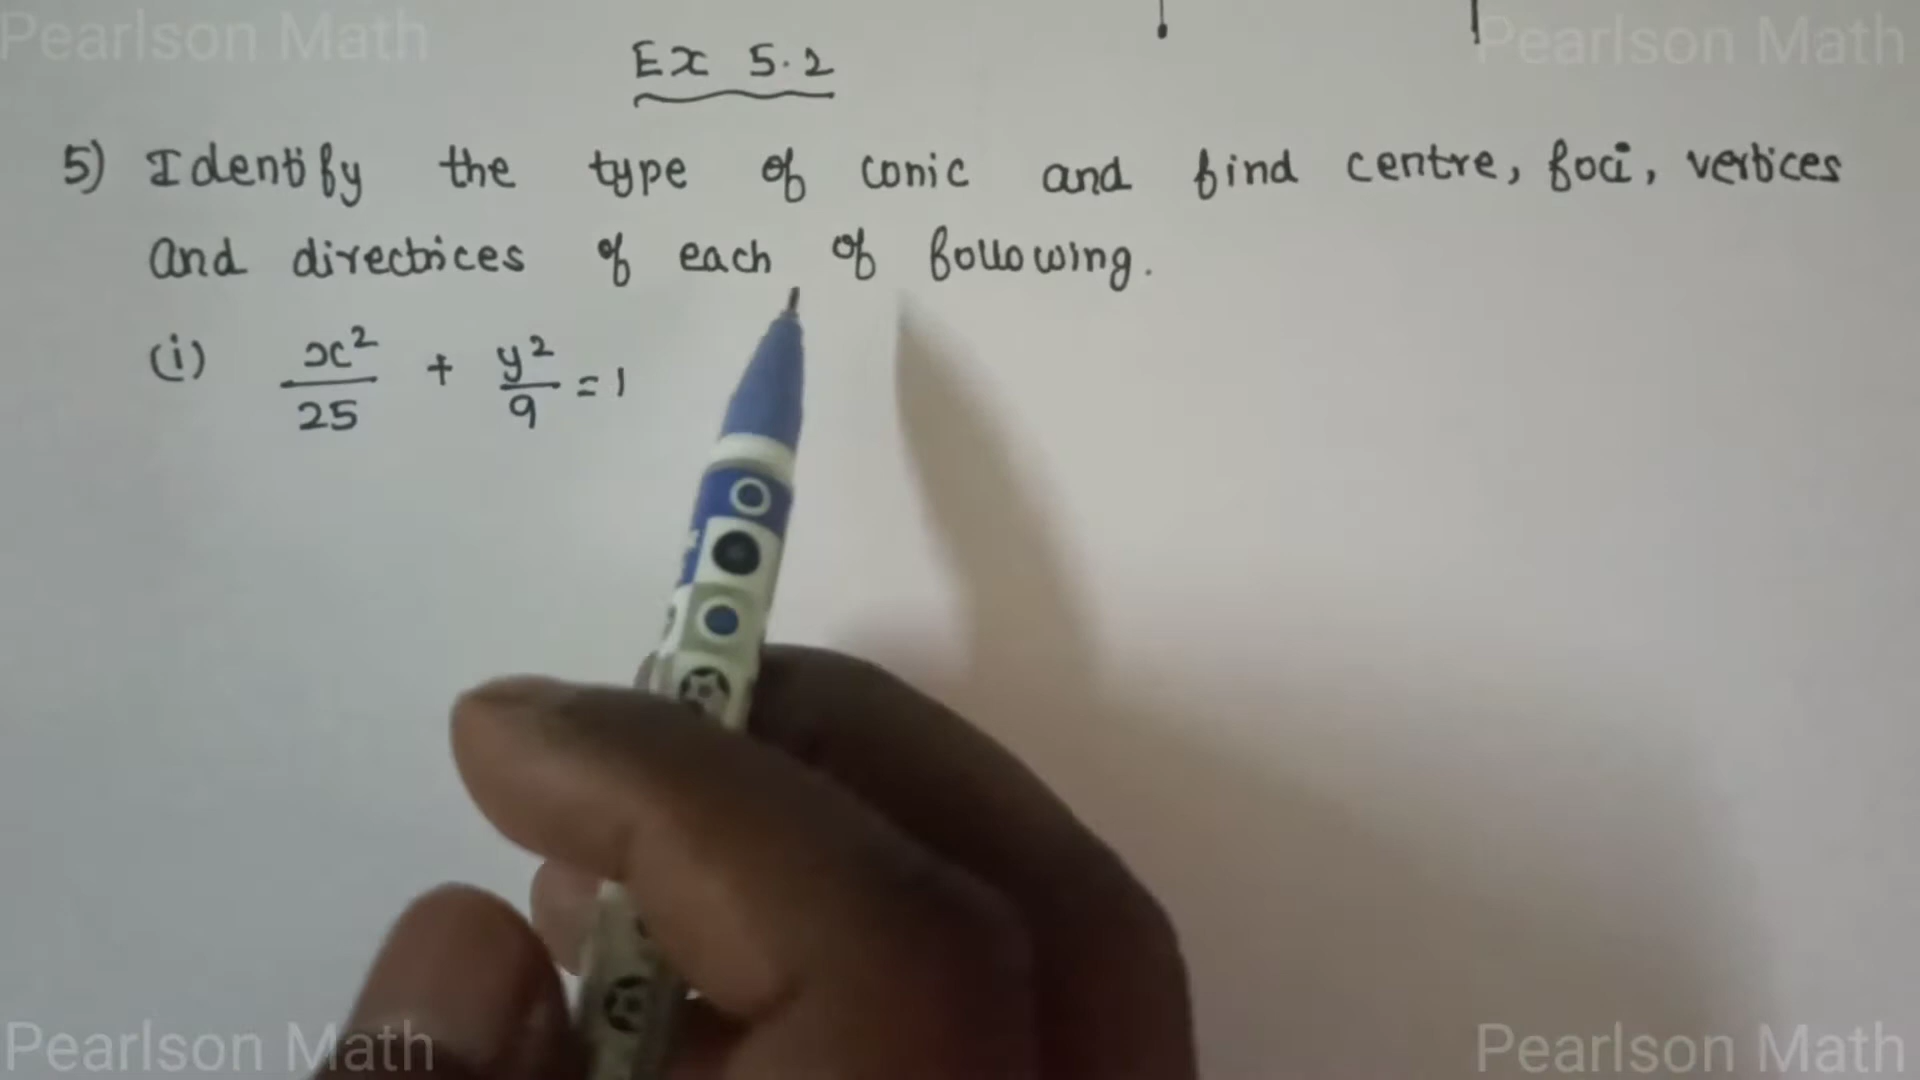 Pearlson Math Pearlson Math
Ex 5.2
5) Identify the type of conic and find centre, foci, vertices
and directrices of each of following.
(i) x²/25 + y²/9 = 1
Pearlson Math Pearlson Math